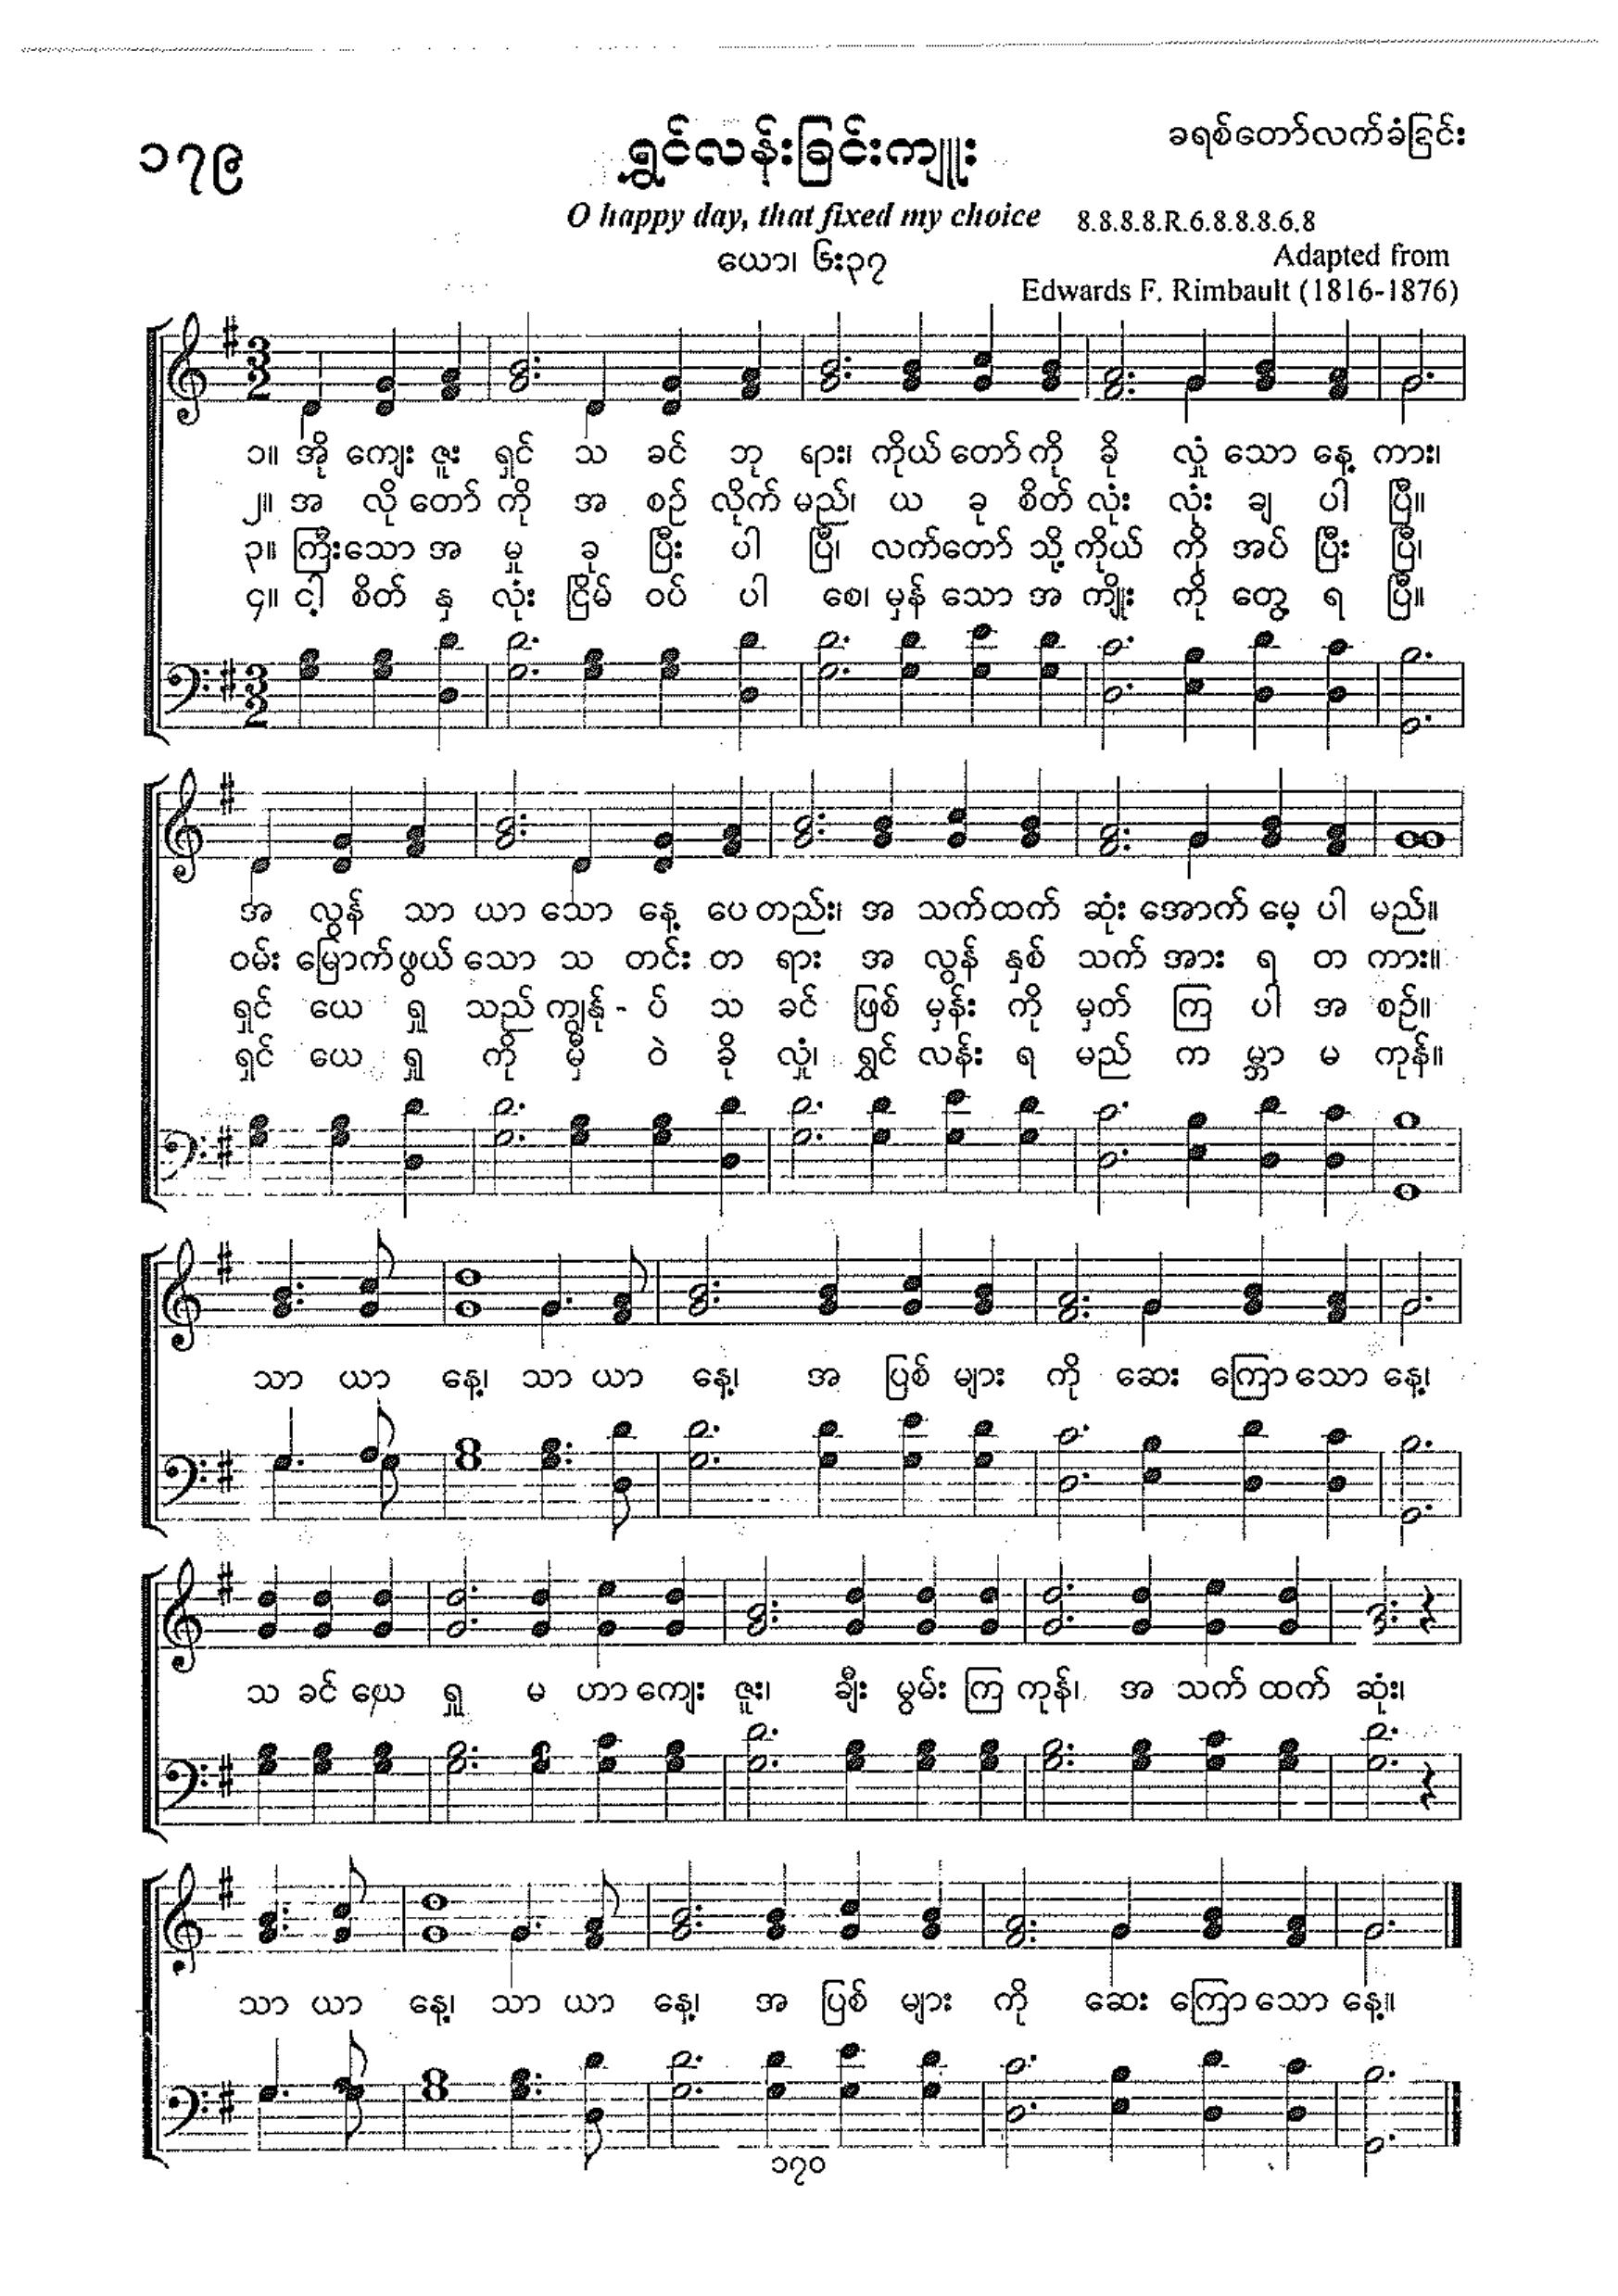 ၁၇၉
ရွှင်လန်းခြင်းကျူး
ခရစ်တော်လက်ခံခြင်း
O happy day, that fixed my choice 8.8.8.8.R.6.8.8.8.6.8
ယော၊ ၆း၃၇
Adapted from
Edwards F. Rimbault (1816-1876)
၁။ အို ကျေး ဇူး ရှင် သ ခင် ဘု ရား၊ ကိုယ် တော် ကို ခို လှုံ သော နေ့ ကား၊
၂။ အ လို တော် ကို အ စဉ် လိုက် မည်၊ ယ ခု စိတ် လုံး လုံး ချ ပါ ပြီ။
၃။ ကြီး သော အ မှု ခု ပြီး ပါ ပြီ၊ လက် တော် သို့ ကိုယ် ကို အပ် ပြီး ပြီ၊
၄။ ငါ့ စိတ် နှ လုံး ငြိမ် ဝပ် ပါ စေ၊ မှန် သော အ ကျိုး ကို တွေ့ ရ ပြီ။
အ လွန် သာ ယာ သော နေ့ ပေ တည်း၊ အ သက် ထက် ဆုံး အောက် မေ့ ပါ မည်။
ဝမ်း မြောက် ဖွယ် သော သ တင်း တ ရား အ လွန် နှစ် သက် အား ရ တ ကား။
ရှင် ယေ ရှု သည် ကျွန်ု - ပ် သ ခင် ဖြစ် မှန်း ကို မှတ် ကြ ပါ အ စဉ်။
ရှင် ယေ ရှု ကို မှီ ဝဲ ခို လှုံ၊ ရွှင် လန်း ရ မည် က မ္ဘာ မ ကုန်။
သာ ယာ နေ့၊ သာ ယာ နေ့၊ အ ပြစ် များ ကို ဆေး ကြော သော နေ့၊
သ ခင် ယေ ရှု မ ဟာ ကျေး ဇူး၊ ချီး မွမ်း ကြ ကုန်၊ အ သက် ထက် ဆုံး၊
သာ ယာ နေ့၊ သာ ယာ နေ့၊ အ ပြစ် များ ကို ဆေး ကြော သော နေ့။
၁၇၀